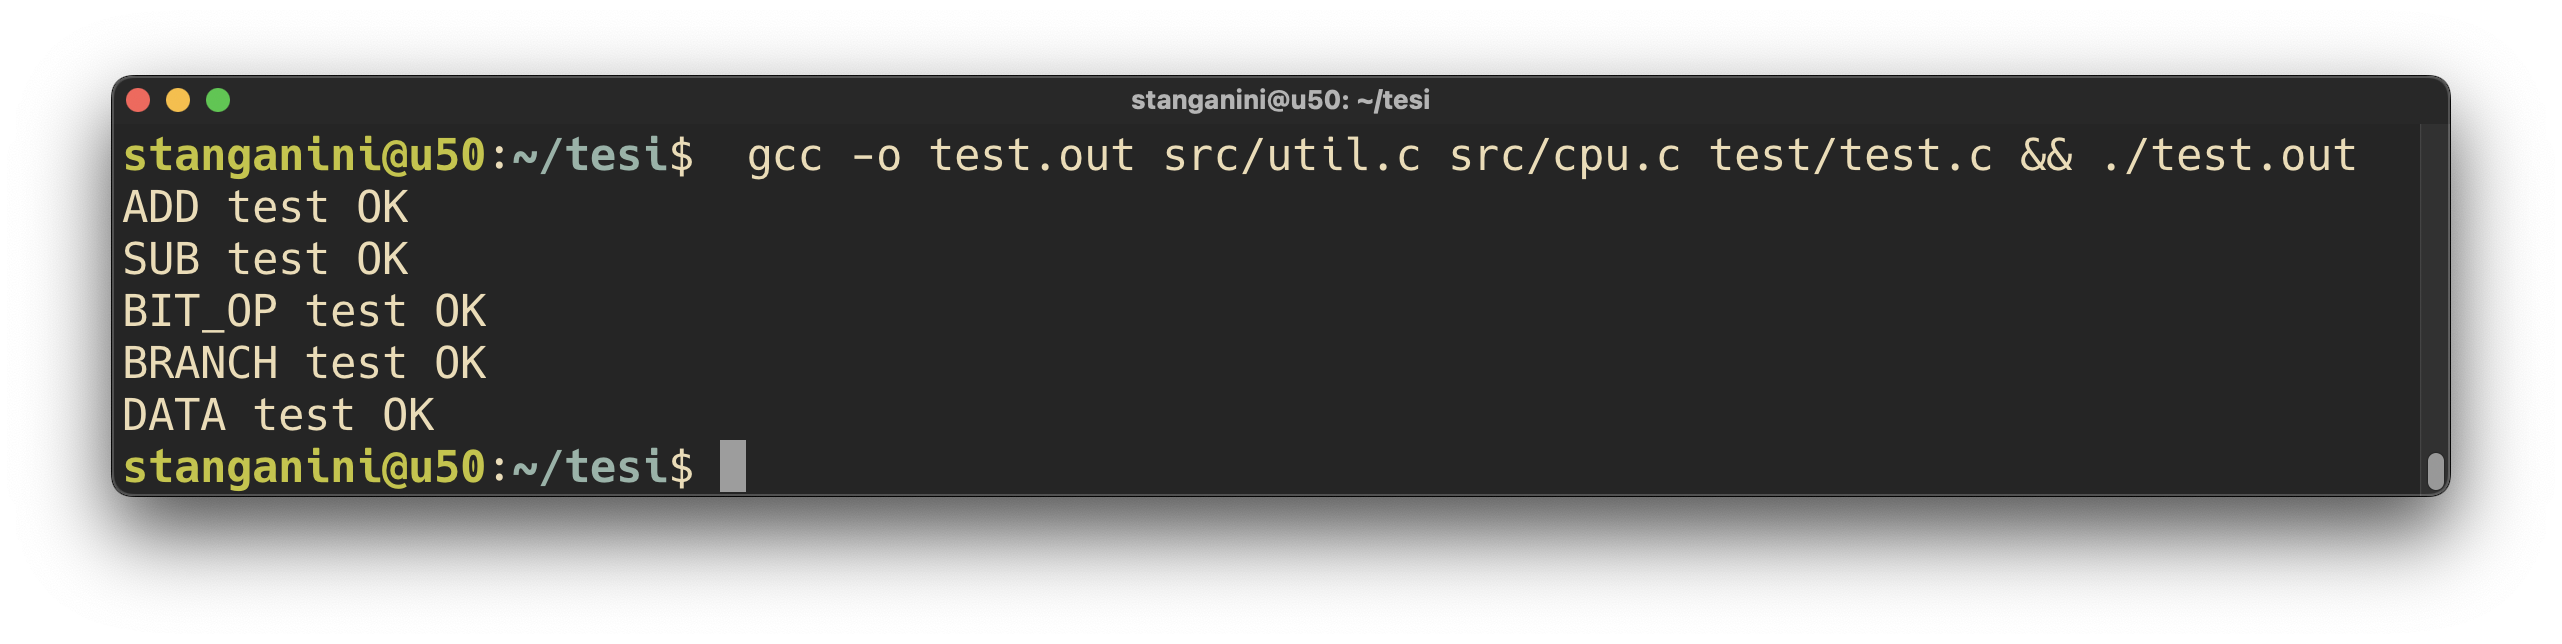 stanganini@u50: ~/tesi
stanganini@u50:~/tesi$  gcc -o test.out src/util.c src/cpu.c test/test.c && ./test.out
ADD test OK
SUB test OK
BIT_OP test OK
BRANCH test OK
DATA test OK
stanganini@u50:~/tesi$